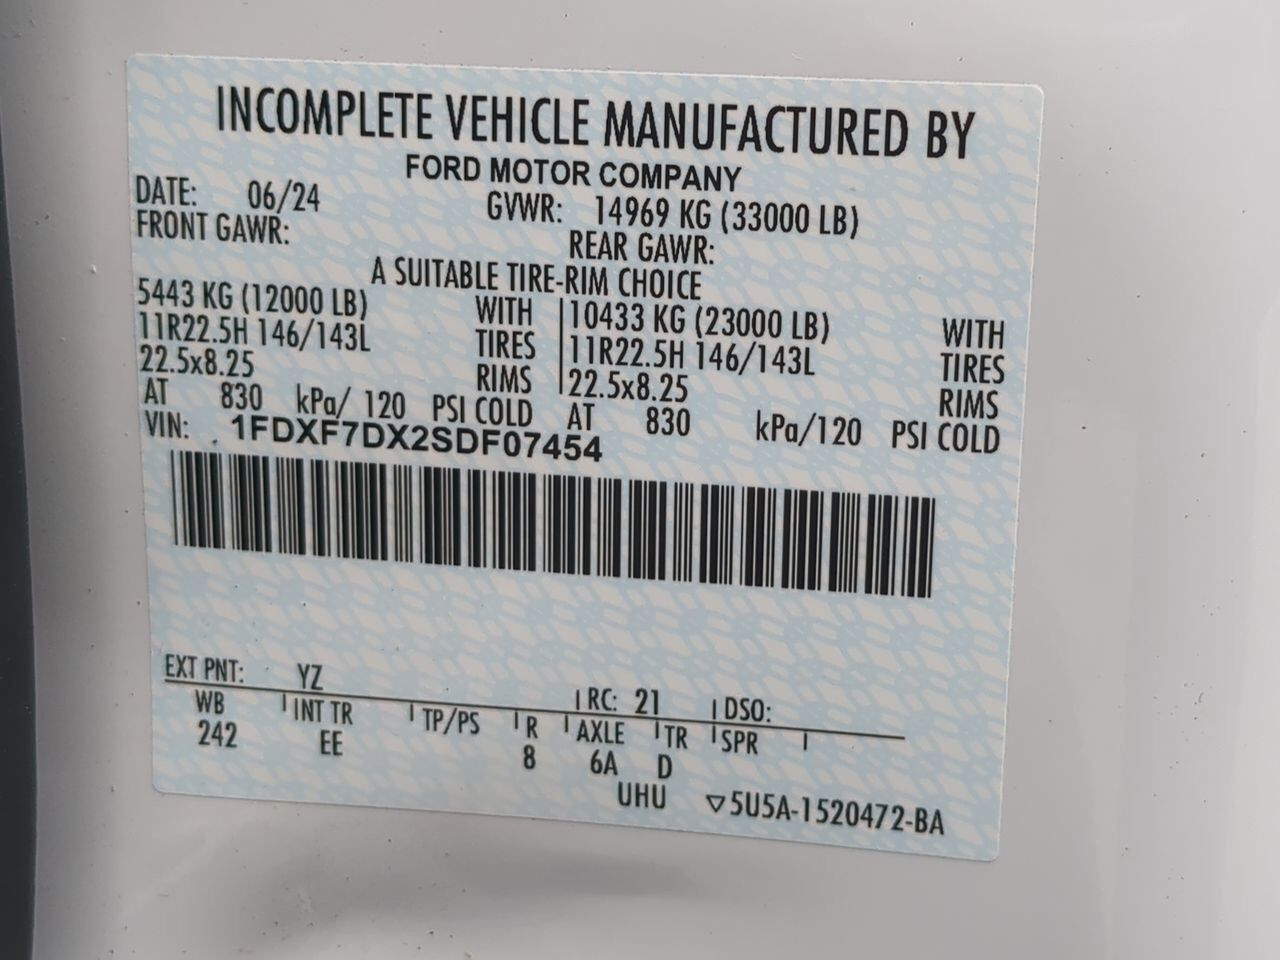 INCOMPLETE VEHICLE MANUFACTURED BY
FORD MOTOR COMPANY
DATE: 06/24 GVWR: 14969 KG (33000 LB)
FRONT GAWR: REAR GAWR:
A SUITABLE TIRE-RIM CHOICE
5443 KG (12000 LB) WITH 10433 KG (23000 LB) WITH
11R22.5H 146/143L TIRES 11R22.5H 146/143L TIRES
22.5x8.25 RIMS 22.5x8.25 RIMS
AT 830 kPa/ 120 PSI COLD AT 830 kPa/120 PSI COLD
VIN: 1FDXF7DX2SDF07454
EXT PNT: YZ RC: 21 DSO:
WB INT TR TP/PS R AXLE TR SPR
242 EE 8 6A D
UHU ▽5U5A-1520472-BA